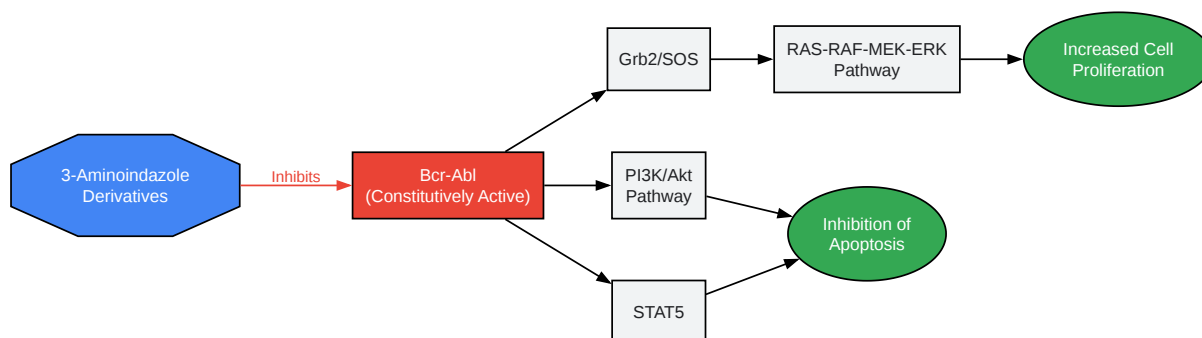 Grb2/SOS
RAS-RAF-MEK-ERK
Pathway
Increased Cell
Proliferation
3-Aminoindazole
Derivatives
Inhibits
Bcr-Abl
(Constitutively Active)
PI3K/Akt
Pathway
Inhibition of
Apoptosis
STAT5